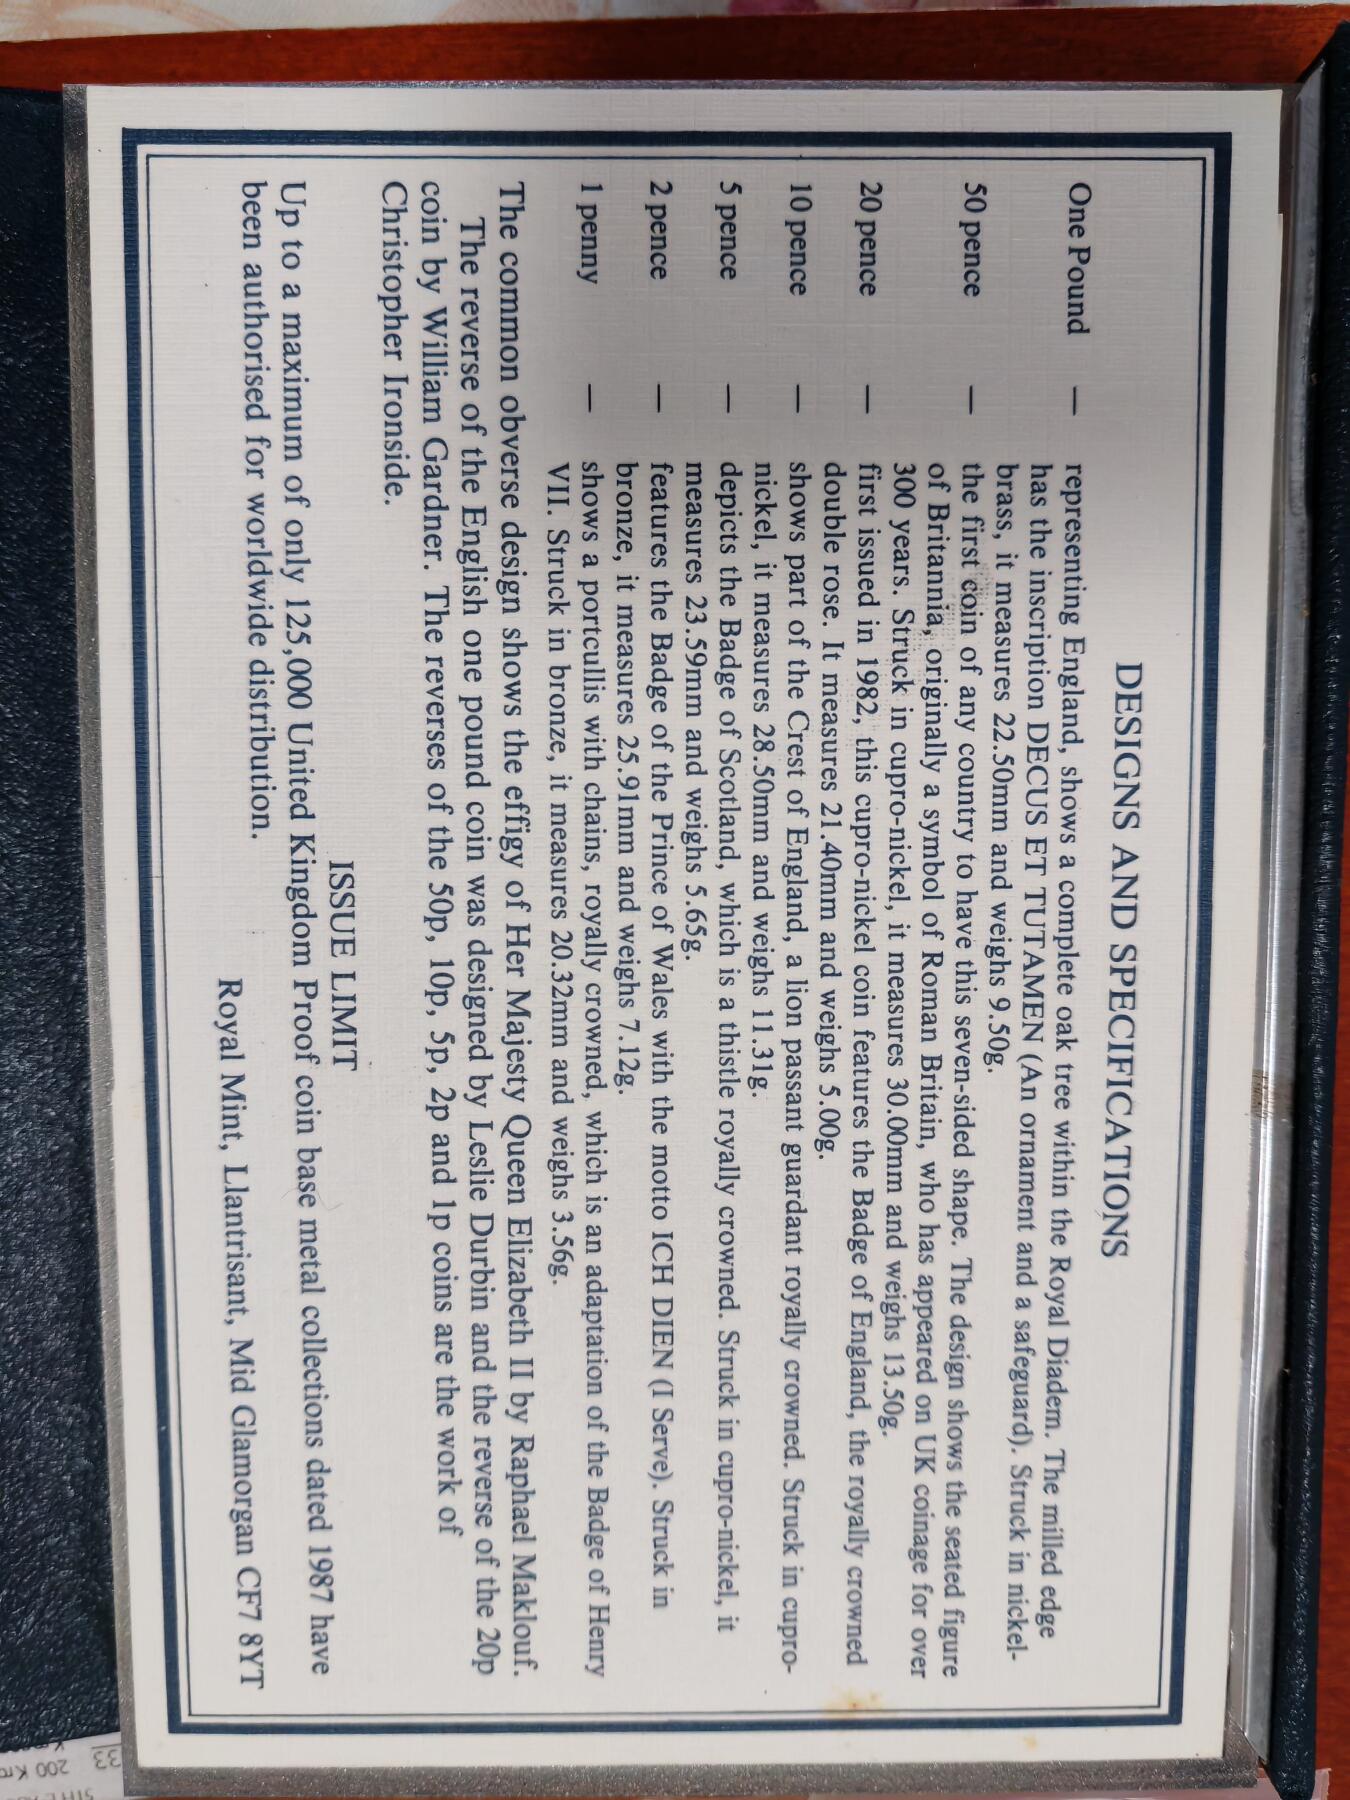 DESIGNS AND SPECIFICATIONS
One Pound — representing England, shows a complete oak tree within the Royal Diadem. The milled edge
has the inscription DECUS ET TUTAMEN (An ornament and a safeguard). Struck in nickel-
brass, it measures 22.50mm and weighs 9.50g.
50 pence — the first coin of any country to have this seven-sided shape. The design shows the seated figure
of Britannia, originally a symbol of Roman Britain, who has appeared on UK coinage for over
300 years. Struck in cupro-nickel, it measures 30.00mm and weighs 13.50g.
20 pence — first issued in 1982, this cupro-nickel coin features the Badge of England, the royally crowned
double rose. It measures 21.40mm and weighs 5.00g.
10 pence — shows part of the Crest of England, a lion passant guardant royally crowned. Struck in cupro-
nickel, it measures 28.50mm and weighs 11.31g.
5 pence — depicts the Badge of Scotland, which is a thistle royally crowned. Struck in cupro-nickel, it
measures 23.59mm and weighs 5.65g.
2 pence — features the Badge of the Prince of Wales with the motto ICH DIEN (I Serve). Struck in
bronze, it measures 25.91mm and weighs 7.12g.
1 penny — shows a portcullis with chains, royally crowned, which is an adaptation of the Badge of Henry
VII. Struck in bronze, it measures 20.32mm and weighs 3.56g.
The common obverse design shows the effigy of Her Majesty Queen Elizabeth II by Raphael Maklouf.
The reverse of the English one pound coin was designed by Leslie Durbin and the reverse of the 20p
coin by William Gardner. The reverses of the 50p, 10p, 5p, 2p and 1p coins are the work of
Christopher Ironside.
ISSUE LIMIT
Up to a maximum of only 125,000 United Kingdom Proof coin base metal collections dated 1987 have
been authorised for worldwide distribution.
Royal Mint, Llantrisant, Mid Glamorgan CF7 8YT
33
200 Km